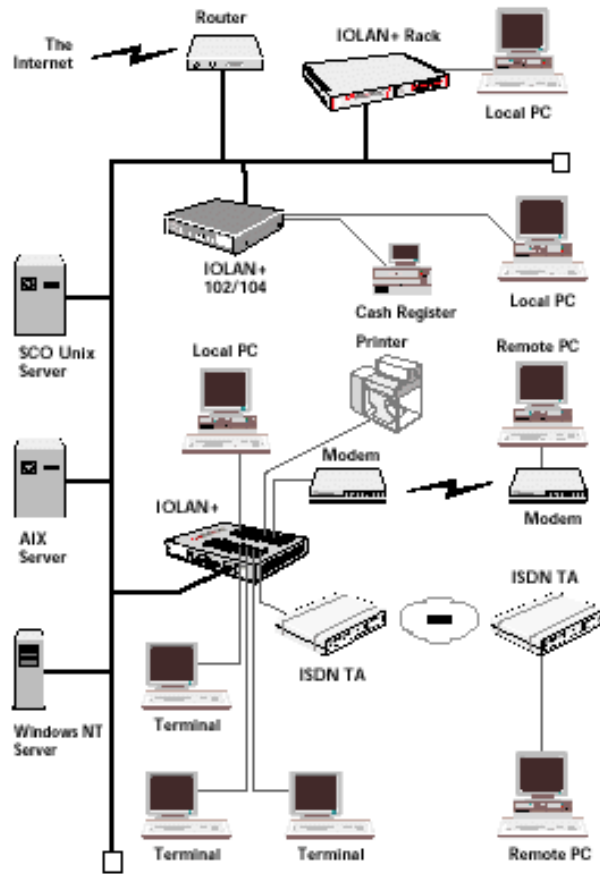 Router
The
Internet
IOLAN+ Rack
Local PC
IOLAN+
102/104
Cash Register
Local PC
SCO Unix
Server
Local PC
Printer
Remote PC
Modem
Modem
IOLAN+
AIX
Server
ISDN TA
ISDN TA
Terminal
Windows NT
Server
Terminal
Terminal
Remote PC